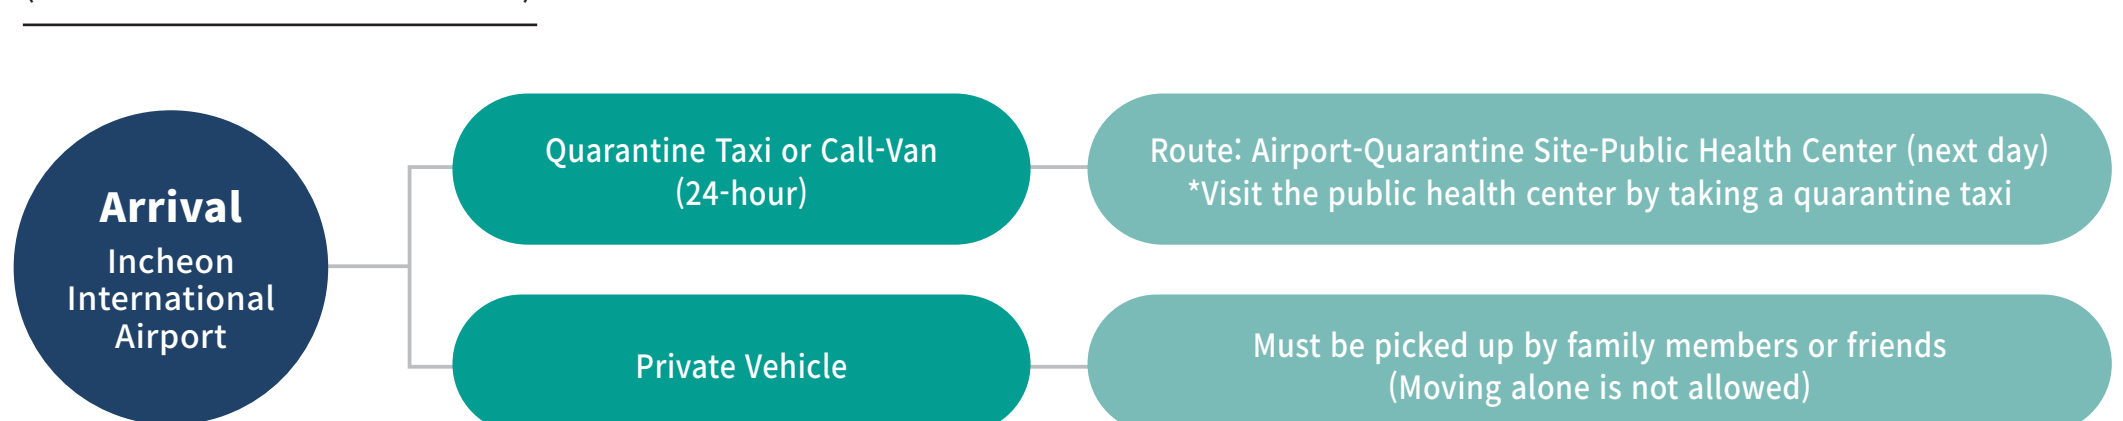 Arrival
Incheon
International
Airport
Quarantine Taxi or Call-Van
(24-hour)
Route: Airport-Quarantine Site-Public Health Center (next day)
*Visit the public health center by taking a quarantine taxi
Private Vehicle
Must be picked up by family members or friends
(Moving alone is not allowed)